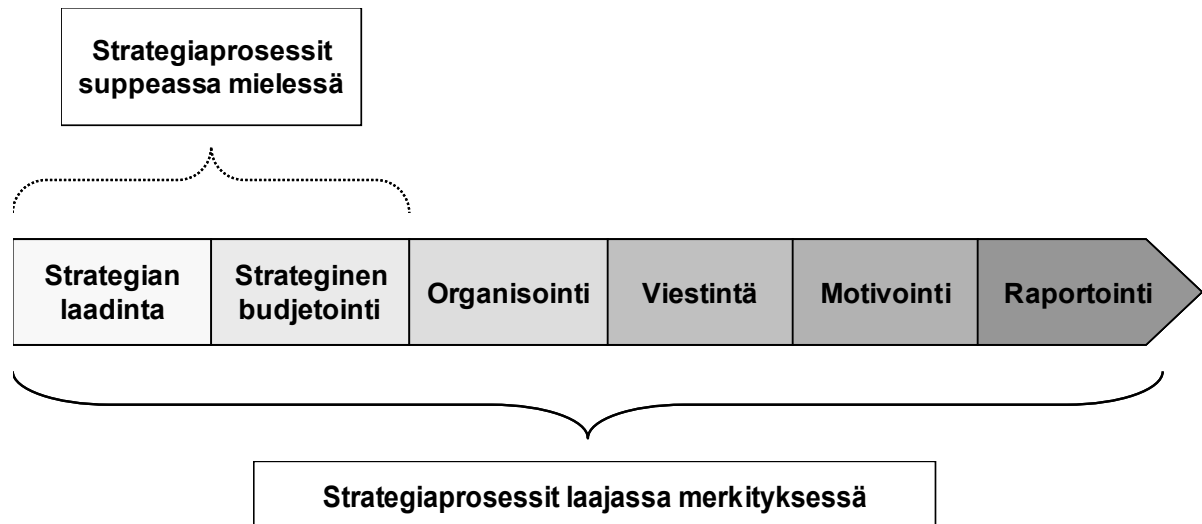 Strategiaprosessit
suppeassa mielessä
Strategian
laadinta
Strateginen
budjetointi
Organisointi
Viestintä
Motivointi
Raportointi
Strategiaprosessit laajassa merkityksessä